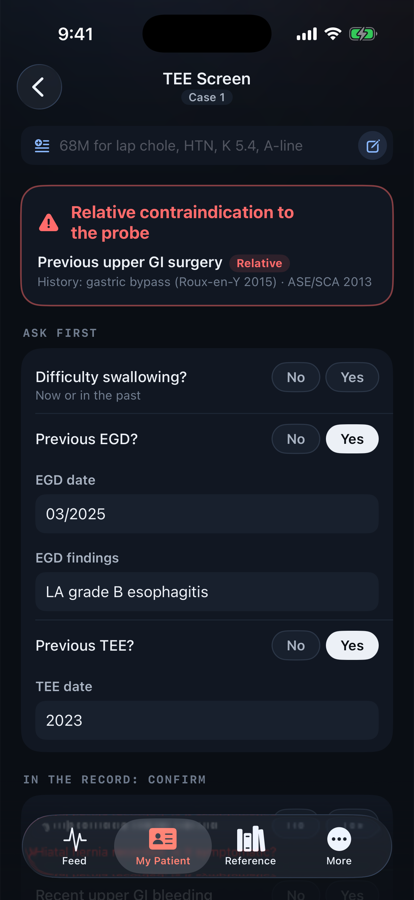 9:41
TEE Screen
Case 1
68M for lap chole, HTN, K 5.4, A-line
Relative contraindication to
the probe
Previous upper GI surgery Relative
History: gastric bypass (Roux-en-Y 2015) · ASE/SCA 2013
ASK FIRST
Difficulty swallowing? No Yes
Now or in the past
Previous EGD? No Yes
EGD date
03/2025
EGD findings
LA grade B esophagitis
Previous TEE? No Yes
TEE date
2023
IN THE RECORD: CONFIRM
Feed My Patient Reference More
Recent upper GI bleeding No Yes